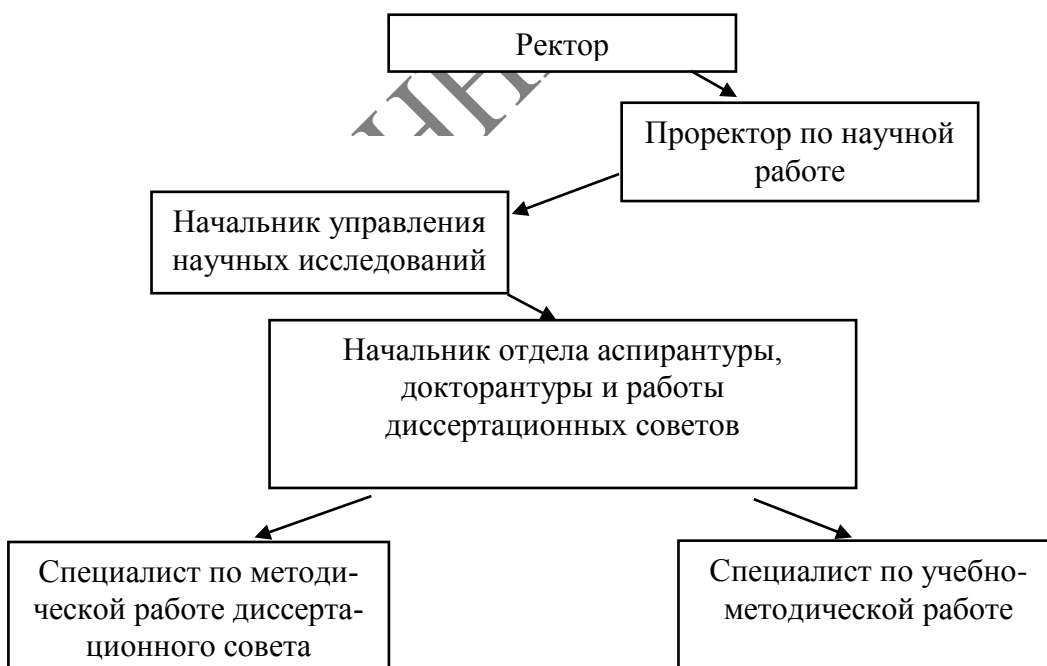 Ректор
Проректор по научной
работе
Начальник управления
научных исследований
Начальник отдела аспирантуры,
докторантуры и работы
диссертационных советов
Специалист по методи-
ческой работе диссерта-
ционного совета
Специалист по учебно-
методической работе